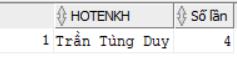 HOTENKH Số lần
1 Trần Tùng Duy 4